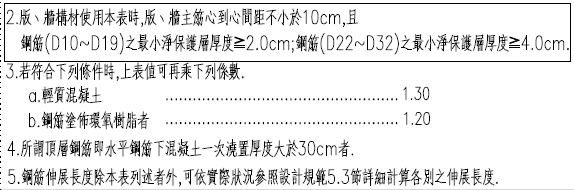 2.版、牆構材使用本表時,版、牆主筋心到心間距不小於10cm,且
鋼筋(D10~D19)之最小淨保護層厚度≧2.0cm;鋼筋(D22~D32)之最小淨保護層厚度≧4.0cm.
3.若符合下列條件時,上表值可再乘下列係數.
a.輕質混凝土 ................................................ 1.30
b.鋼筋塗佈環氧樹脂者 ................................................ 1.20
4.所謂頂層鋼筋即水平鋼筋下混凝土一次澆置厚度大於30cm者.
5.鋼筋伸展長度除本表列述者外,可依實際狀況參照設計規範5.3節詳細計算各別之伸展長度.